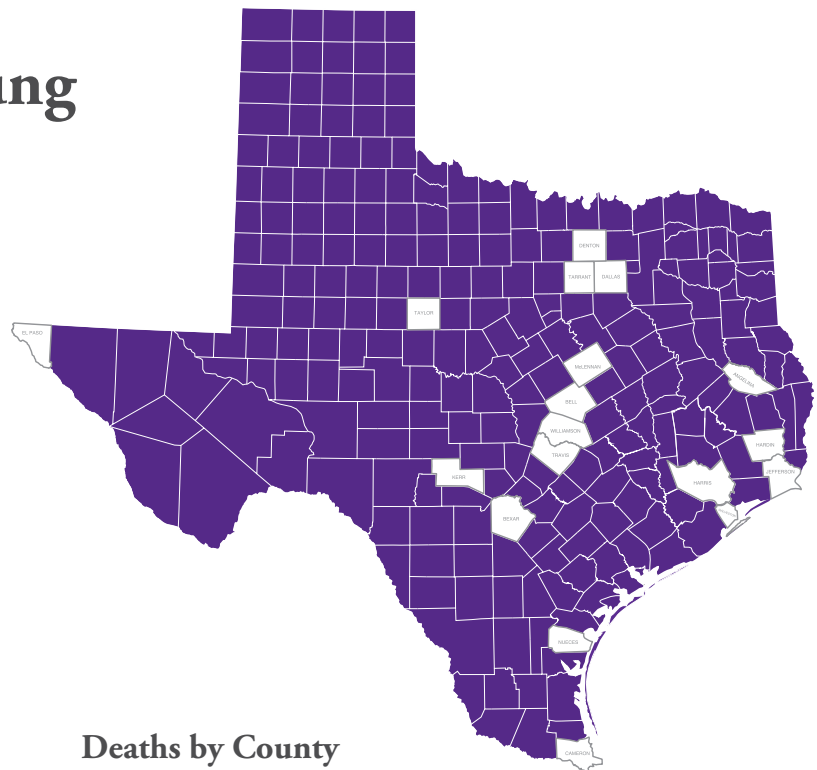 ung
DENTON
TARRANT DALLAS
TAYLOR
EL PASO
McLENNAN
ANGELINA
BELL
WILLIAMSON
HARDIN
TRAVIS
JEFFERSON
KERR
HARRIS
BEXAR
NUECES
Deaths by County
CAMERON